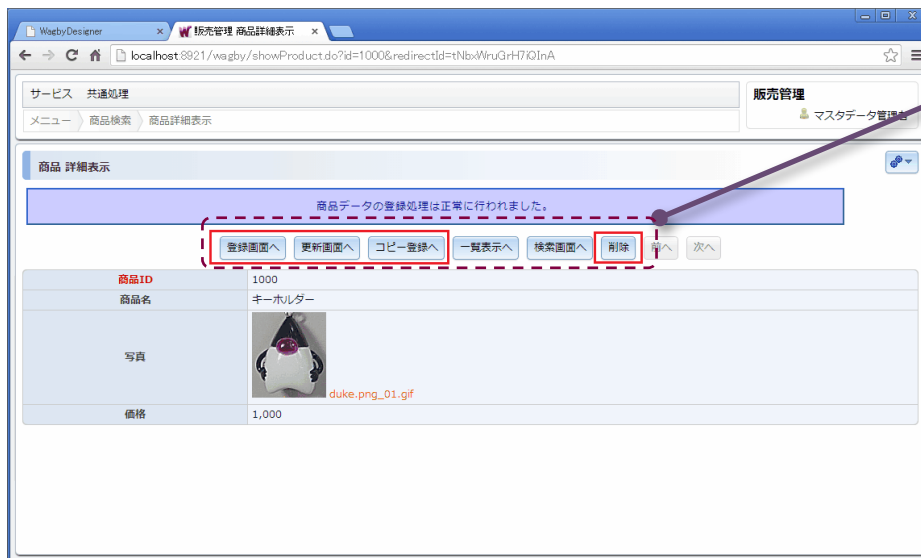 WagbyDesigner
販売管理 商品詳細表示
localhost:8921/wagby/showProduct.do?id=1000&redirectId=tNbxWruGrH7iQInA
サービス 共通処理
販売管理
メニュー 商品検索 商品詳細表示
マスタデータ管理者
商品 詳細表示
商品データの登録処理は正常に行われました。
登録画面へ 更新画面へ コピー登録へ 一覧表示へ 検索画面へ 削除 前へ 次へ
商品ID 1000
商品名 キーホルダー
写真
duke.png_01.gif
価格 1,000